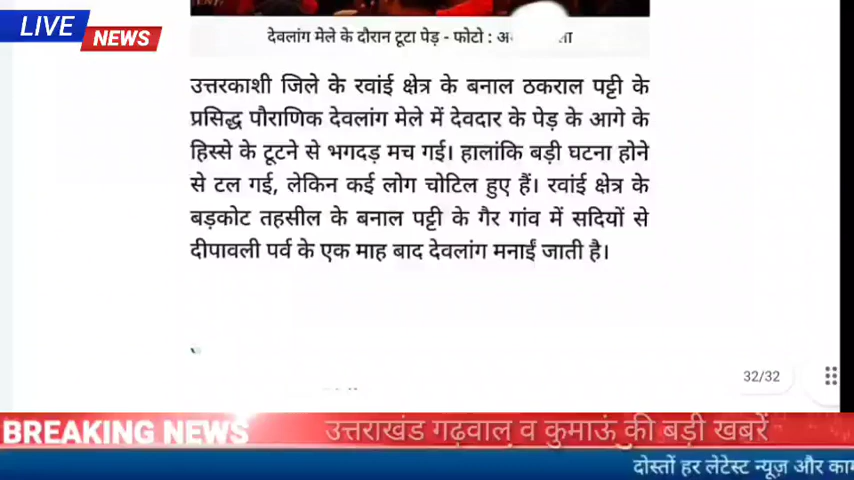 LIVE
NEWS
देवलांग मेले के दौरान टूटा पेड़ - फोटो :
उत्तरकाशी जिले के रवांई क्षेत्र के बनाल ठकराल पट्टी के
प्रसिद्ध पौराणिक देवलांग मेले में देवदार के पेड़ के आगे के
हिस्से के टूटने से भगदड़ मच गई। हालांकि बड़ी घटना होने
से टल गई, लेकिन कई लोग चोटिल हुए हैं। रवांई क्षेत्र के
बड़कोट तहसील के बनाल पट्टी के गैर गांव में सदियों से
दीपावली पर्व के एक माह बाद देवलांग मनाईं जाती है।
32/32
BREAKING NEWS
उत्तराखंड गढ़वाल व कुमाऊं की बड़ी खबरें
दोस्तों हर लेटेस्ट न्यूज़ और काम